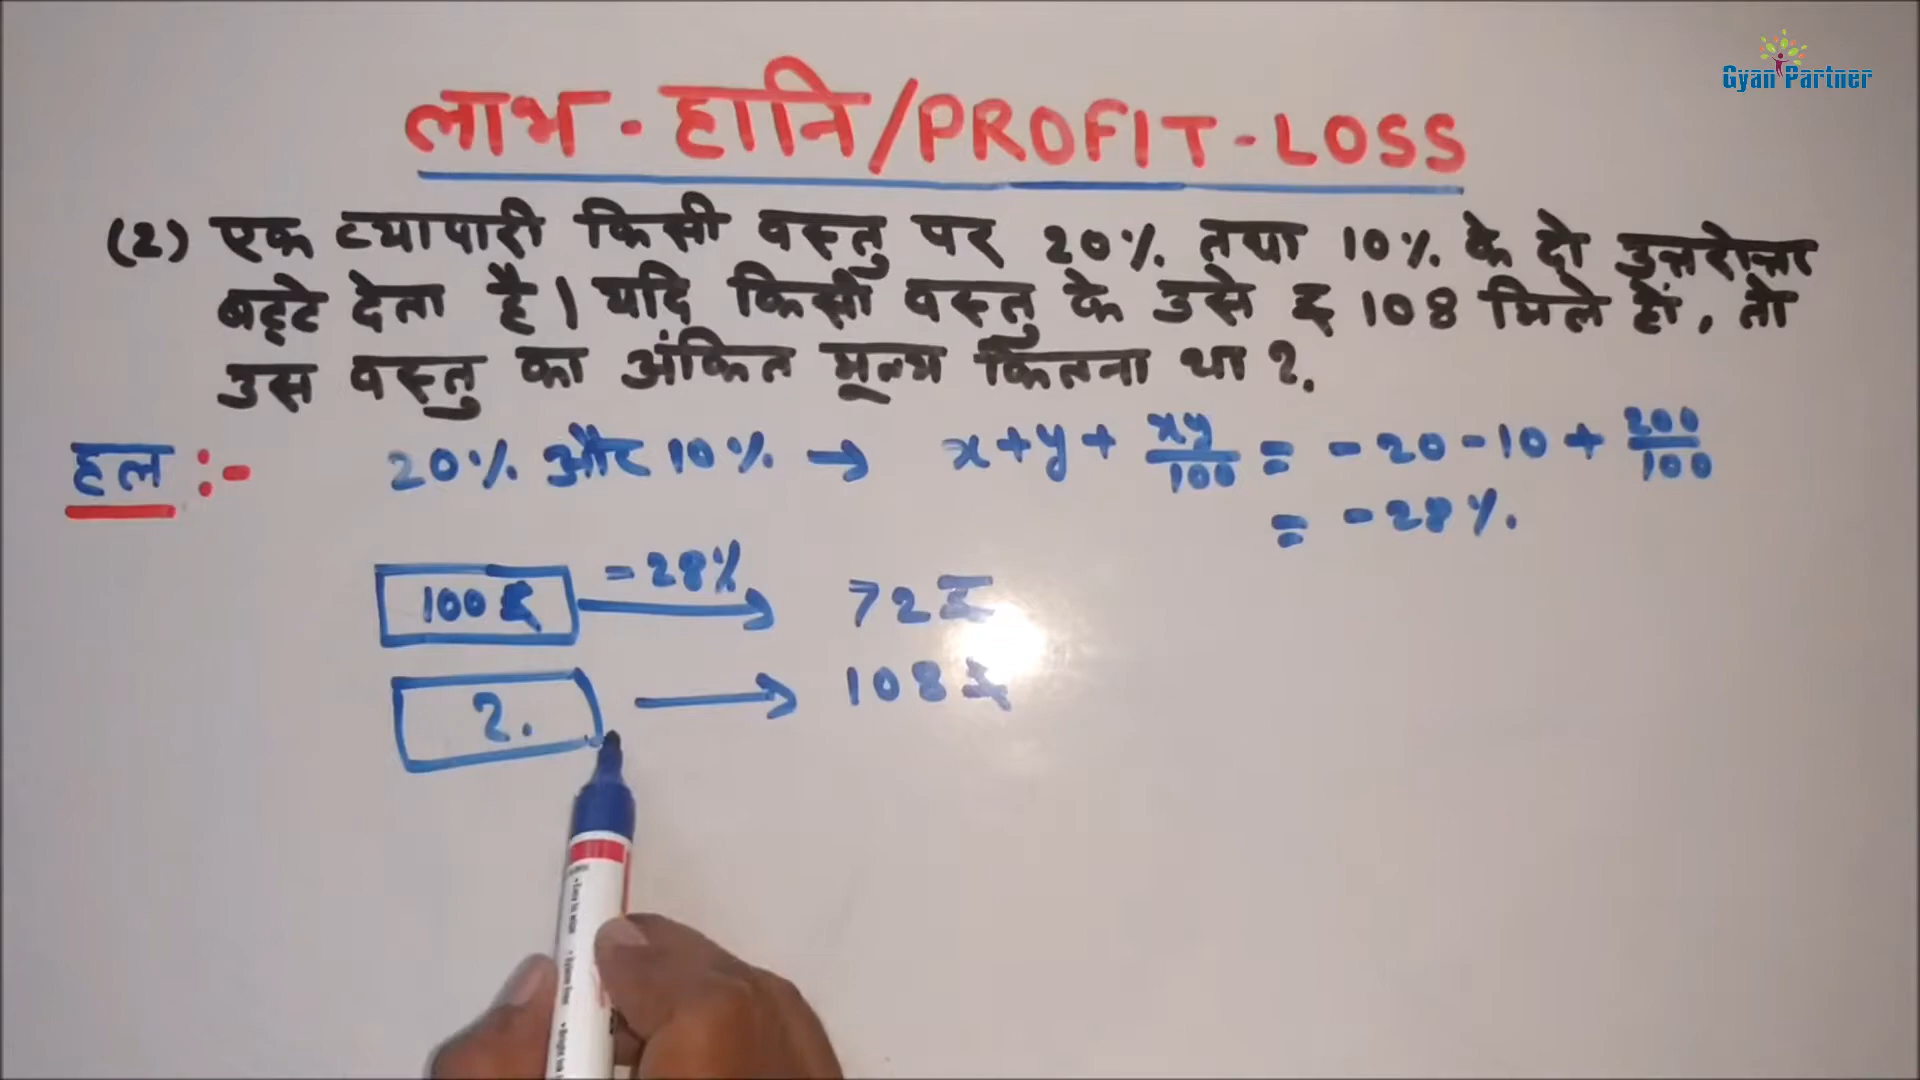 Gyan Partner
लाभ - हानि/PROFIT-LOSS
(2) एक व्यापारी किसी वस्तु पर 20% तथा 10% के दो उत्तरोत्तर
बट्टे देता है। यदि किसी वस्तु के उसे रु 108 मिले हों, तो
उस वस्तु का अंकित मूल्य कितना था ?.
हल :- 20% और 10% → x+y+ xy/100 = -20-10+ 200/100
= -28%.
100 रु -28% → 72 रु
?. → 108 रु